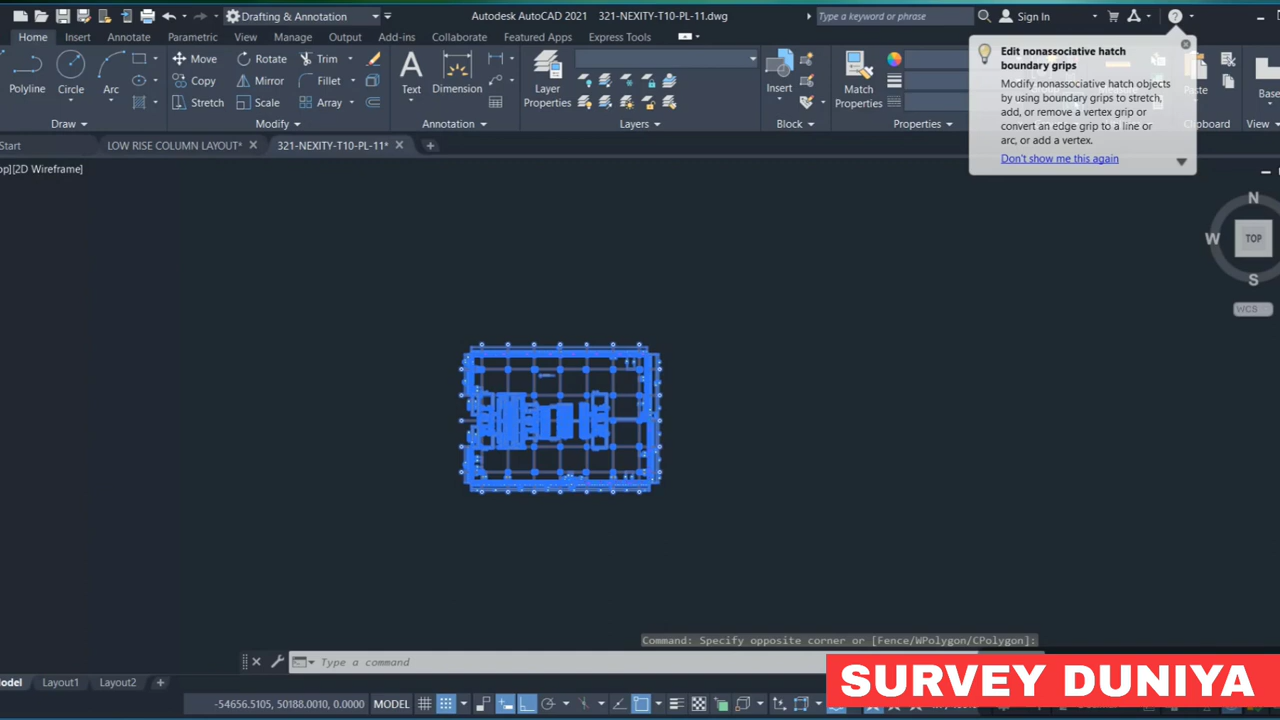 Drafting & Annotation
Autodesk AutoCAD 2021 321-NEXITY-T10-PL-11.dwg
Type a keyword or phrase
Sign In
Home Insert Annotate Parametric View Manage Output Add-ins Collaborate Express Tools Featured Apps
Polyline
Circle
Arc
Move
Copy
Stretch
Rotate
Mirror
Scale
Trim
Fillet
Array
Text
Dimension
Layer Properties
Insert
Match Properties
Paste
Base
Draw
Modify
Annotation
Layers
Block
Properties
View
Edit nonassociative hatch
boundary grips
Modify nonassociative hatch objects
by using boundary grips to stretch,
add, or remove a vertex grip or
convert an edge grip to a line or
arc, or add a vertex.
Don't show me this again
Start
LOW RISE COLUMN LAYOUT*
321-NEXITY-T10-PL-11*
[2D Wireframe]
N
W
TOP
S
WCS
Command: Specify opposite corner or [Fence/WPolygon/CPolygon]:
Type a command
Layout1
Layout2
SURVEY DUNIYA
-54656.5105, 50188.0010, 0.0000
MODEL